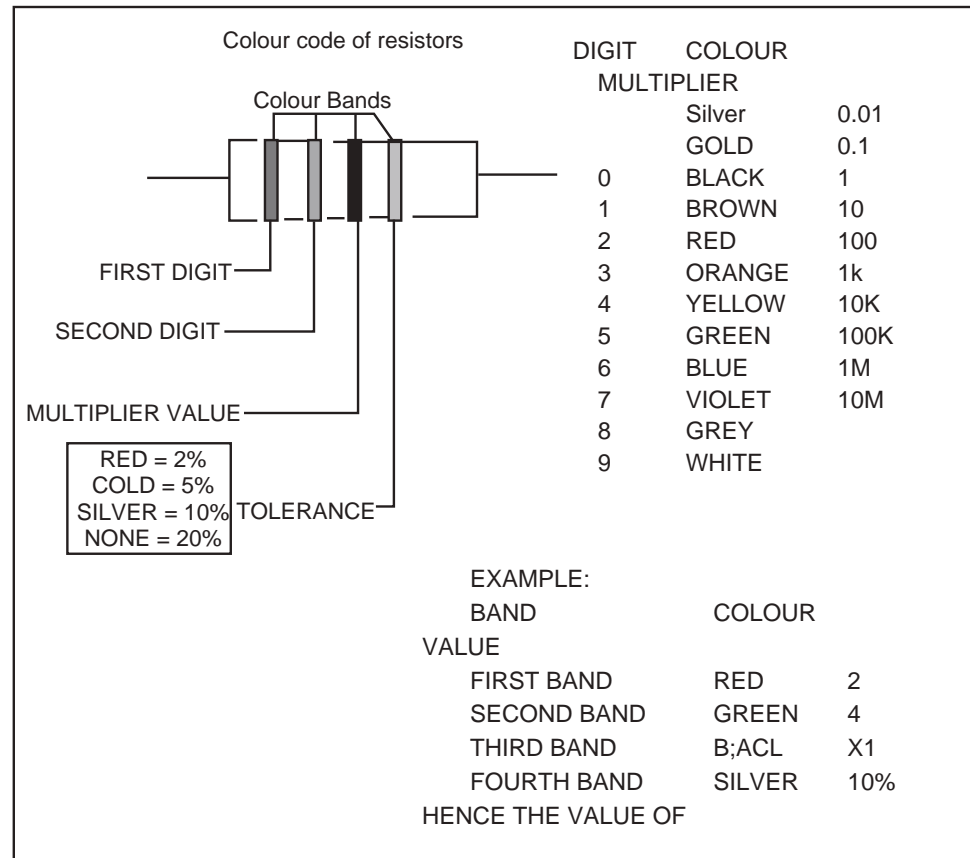 Colour code of resistors
Colour Bands
FIRST DIGIT
SECOND DIGIT
MULTIPLIER VALUE
RED = 2%
COLD = 5%
SILVER = 10%
NONE = 20%
TOLERANCE
DIGIT COLOUR
MULTIPLIER
Silver 0.01
GOLD 0.1
0 BLACK 1
1 BROWN 10
2 RED 100
3 ORANGE 1k
4 YELLOW 10K
5 GREEN 100K
6 BLUE 1M
7 VIOLET 10M
8 GREY
9 WHITE
EXAMPLE:
BAND COLOUR
VALUE
FIRST BAND RED 2
SECOND BAND GREEN 4
THIRD BAND B;ACL X1
FOURTH BAND SILVER 10%
HENCE THE VALUE OF